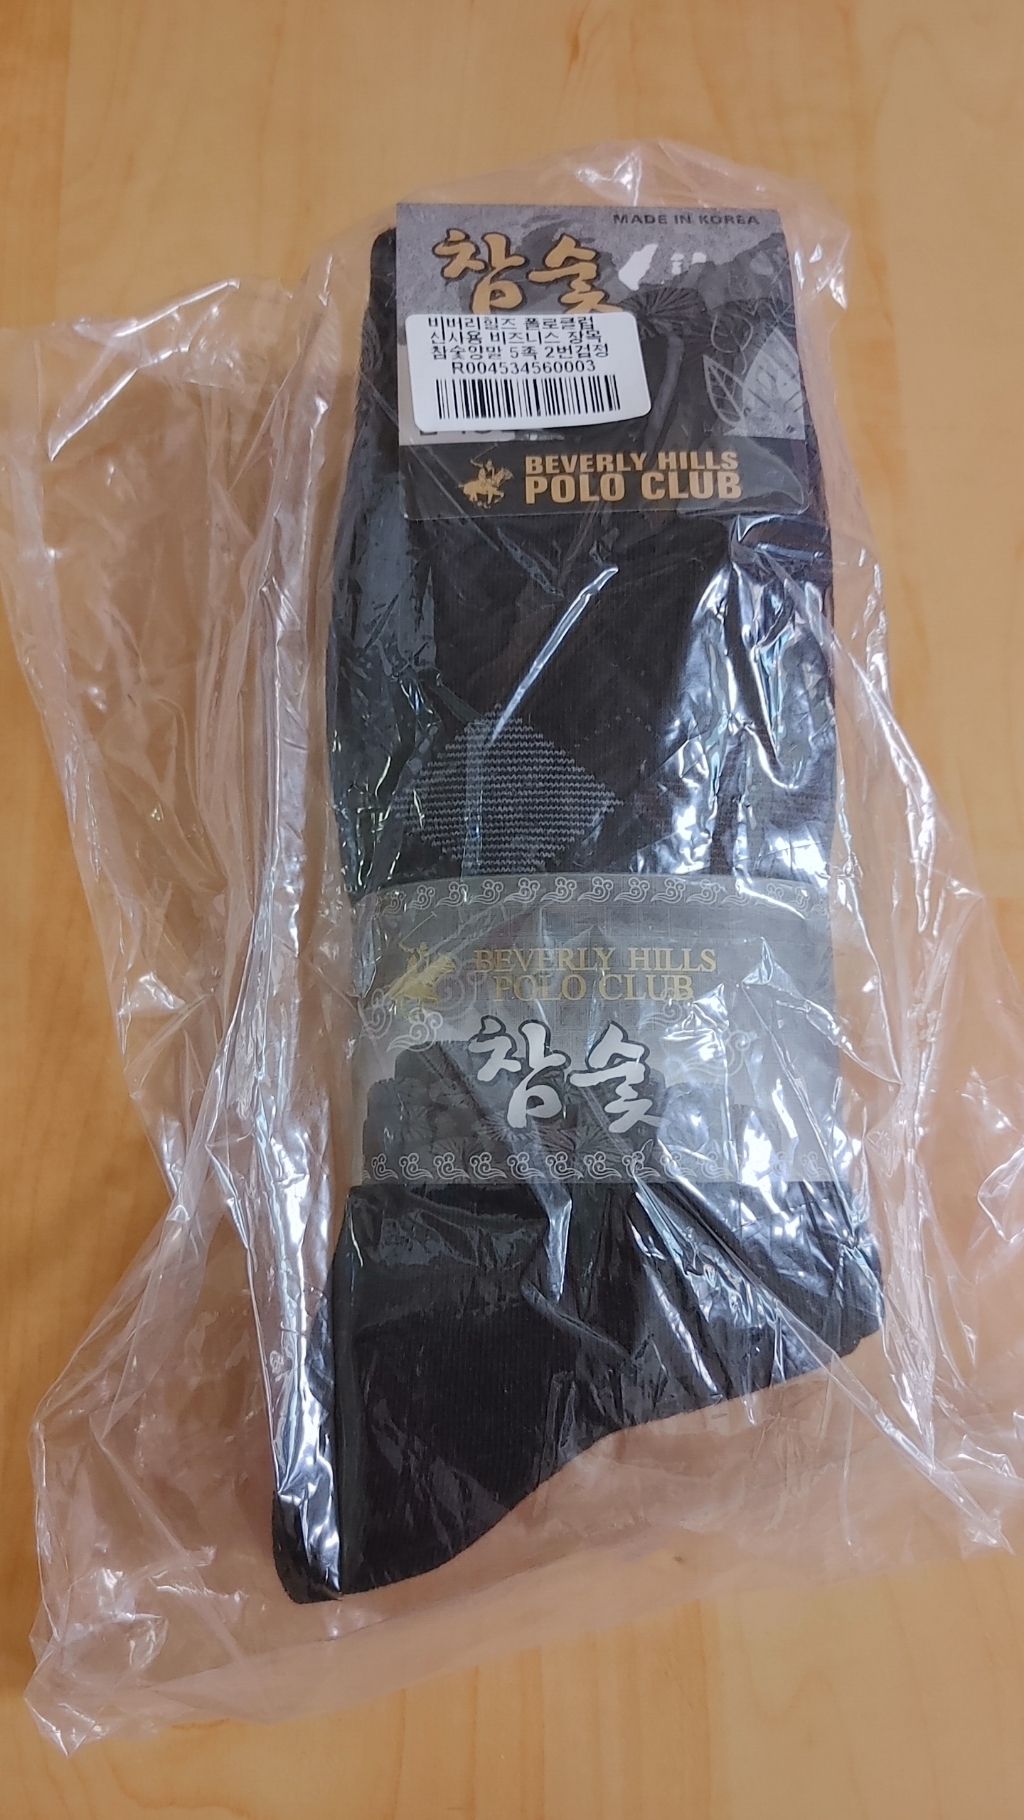 MADE IN KOREA
참숯
비버리힐즈 폴로클럽
신사용 비즈니스 장목
참숯양말 5족 2번검정
R004534560003
BEVERLY HILLS
POLO CLUB
BEVERLY HILLS
POLO CLUB
참숯